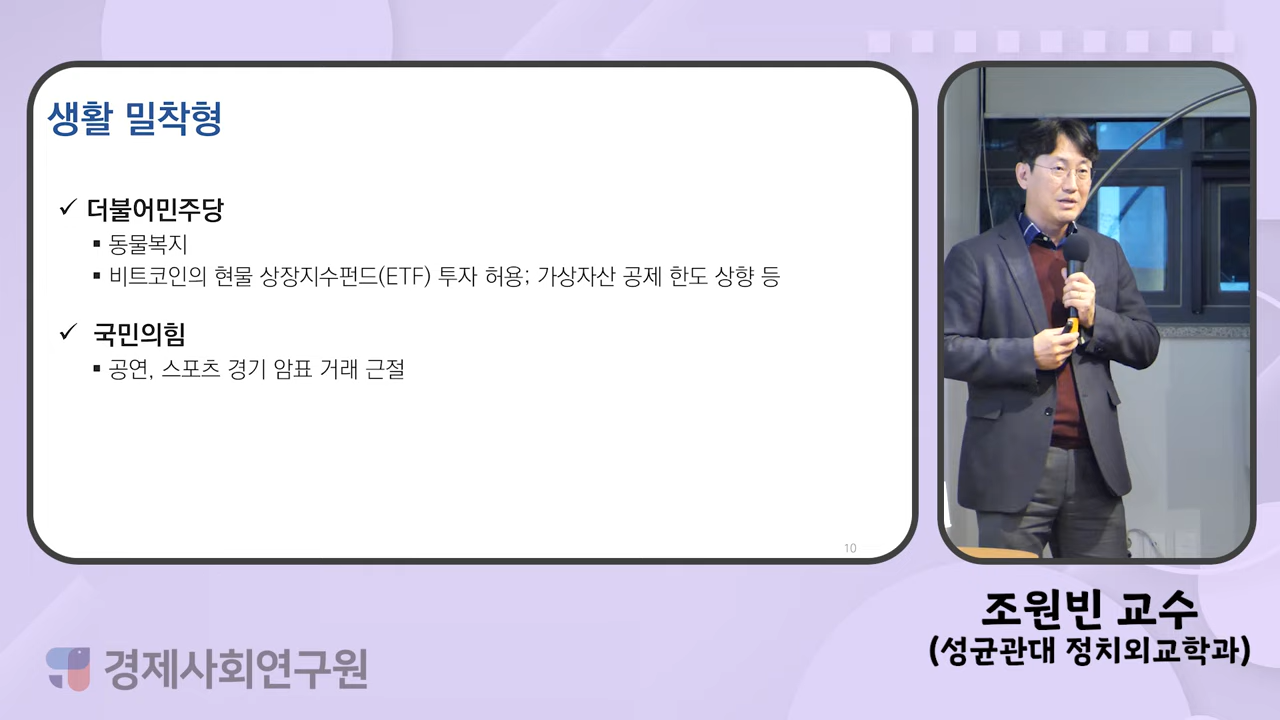 생활 밀착형
✓ 더불어민주당
▪ 동물복지
▪ 비트코인의 현물 상장지수펀드(ETF) 투자 허용; 가상자산 공제 한도 상향 등
✓ 국민의힘
▪ 공연, 스포츠 경기 암표 거래 근절
10
조원빈 교수
(성균관대 정치외교학과)
경제사회연구원